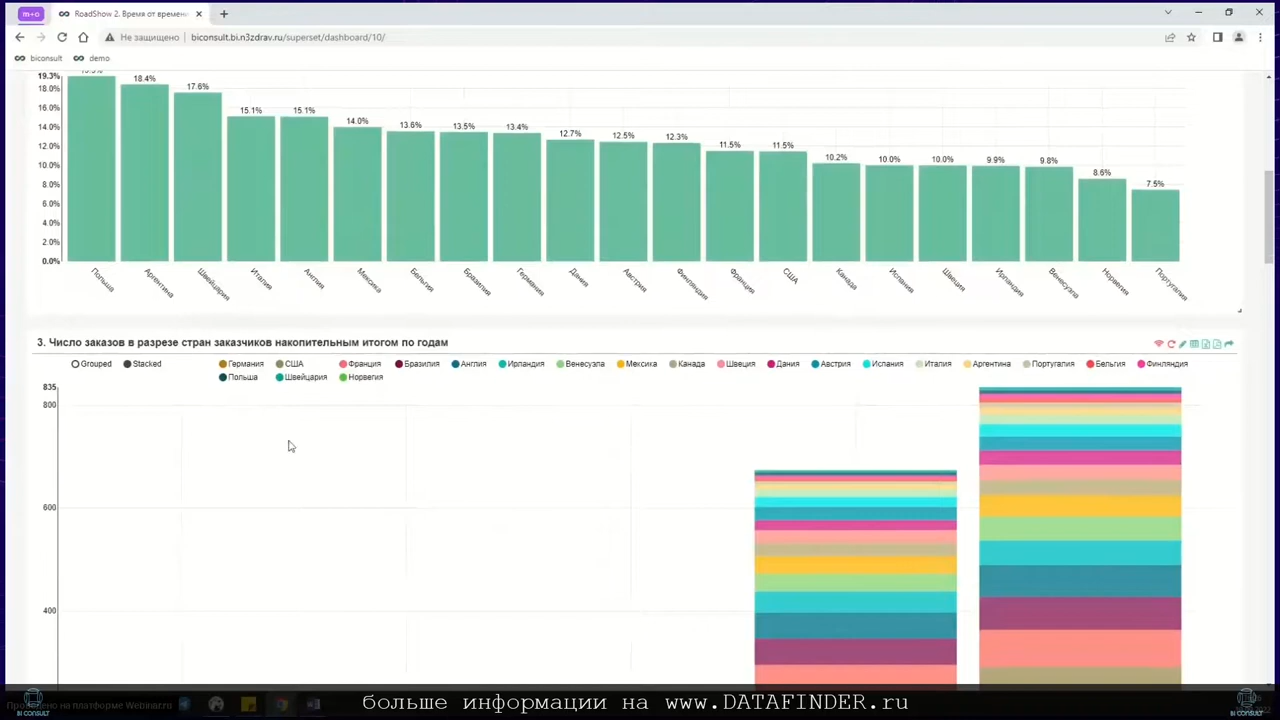 m+o
RoadShow 2. Время от времени
Не защищено
biconsult.bi.n3zdrav.ru/superset/dashboard/10/
biconsult demo
19.3% 18.4% 17.6% 15.1% 15.1% 14.0% 13.6% 13.5% 13.4% 12.7% 12.5% 12.3% 11.5% 11.5% 10.2% 10.0% 10.0% 9.9% 9.8% 8.6% 7.5%
18.0%
16.0%
14.0%
12.0%
10.0%
8.0%
6.0%
4.0%
2.0%
0.0%
Польша Аргентина Швейцария Италия Англия Мексика Бельгия Бразилия Германия Дания Австрия Финляндия Франция США Канада Испания Швеция Ирландия Венесуэла Норвегия Португалия
3. Число заказов в разрезе стран заказчиков накопительным итогом по годам
Grouped Stacked Германия США Франция Бразилия Англия Ирландия Венесуэла Мексика Канада Швеция Дания Австрия Испания Италия Аргентина Португалия Бельгия Финляндия
Польша Швейцария Норвегия
835
800
600
400
больше информации на www.DATAFINDER.ru
BI CONSULT
BI CONSULT